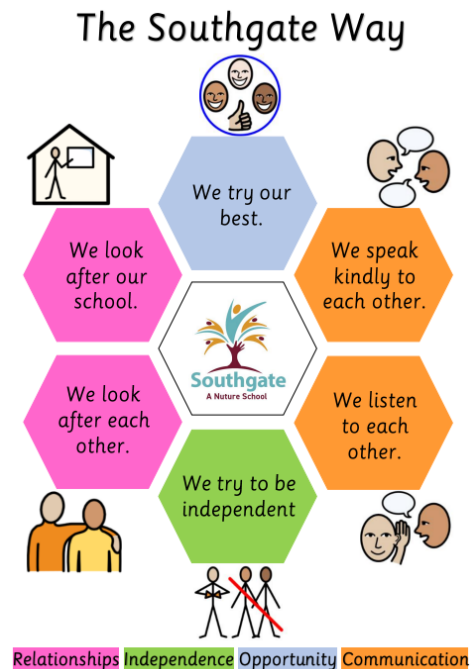 The Southgate Way
We try our
best.
We look
after our
school.
We speak
kindly to
each other.
Southgate
A Nuture School
We look
after each
other.
We listen
to each
other.
We try to be
independent
Relationships Independence Opportunity Communication